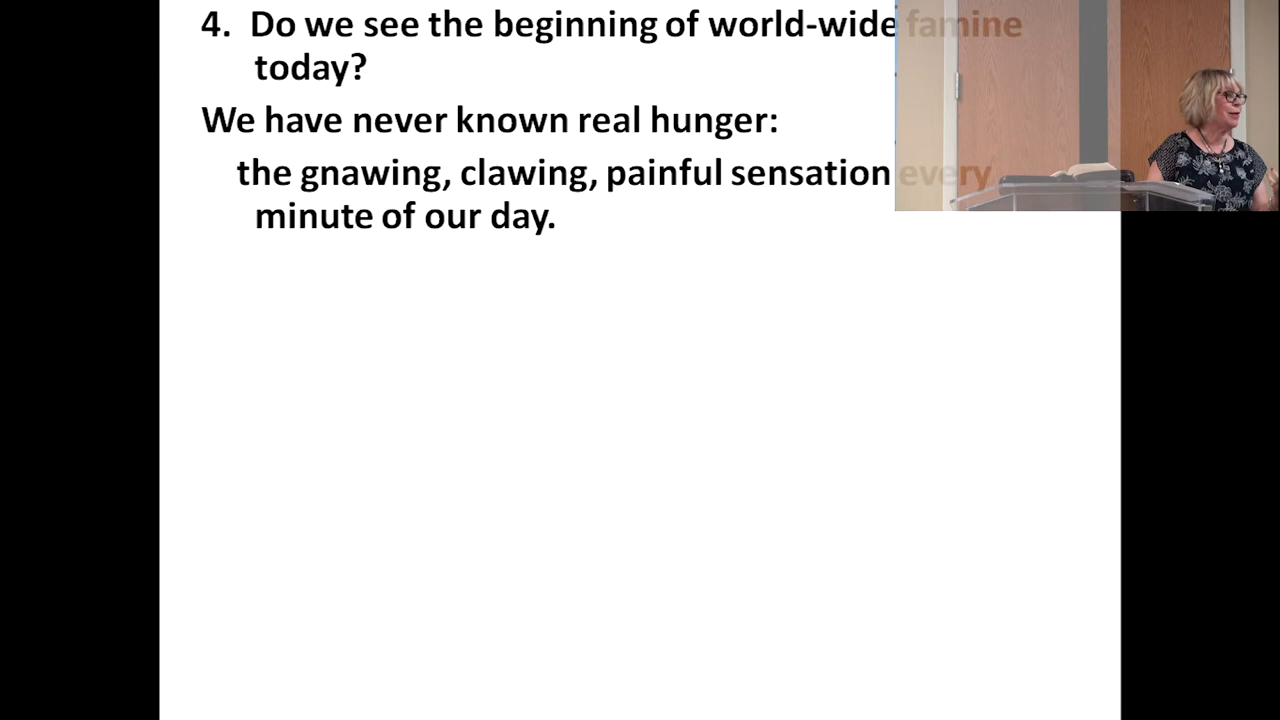 4. Do we see the beginning of world-wide famine
today?
We have never known real hunger:
the gnawing, clawing, painful sensation every
minute of our day.